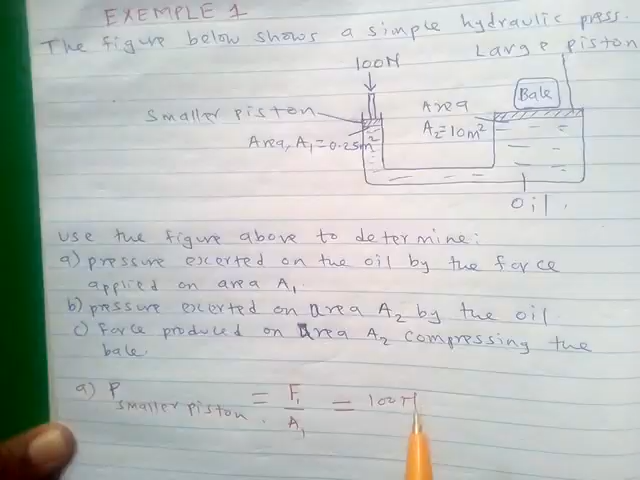 EXEMPLE 1
The figure below shows a simple hydraulic press.
Large piston
100N
Bale
smaller piston
Area
A2=10m²
Area, A1=0.25m²
Oil.
use the figure above to determine:
a) pressure excerted on the oil by the force
applied on area A1.
b) pressure excerted on area A2 by the oil
c) Force produced on area A2 compressing the
bale.
a) P smaller piston. = F1/A1 = 100N